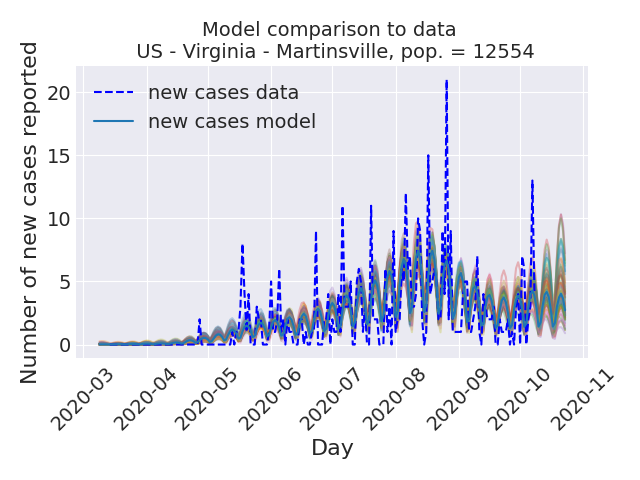 Model comparison to data
US - Virginia - Martinsville, pop. = 12554
new cases data
new cases model
Number of new cases reported
20
15
10
5
0
2020-03
2020-04
2020-05
2020-06
2020-07
2020-08
2020-09
2020-10
2020-11
Day